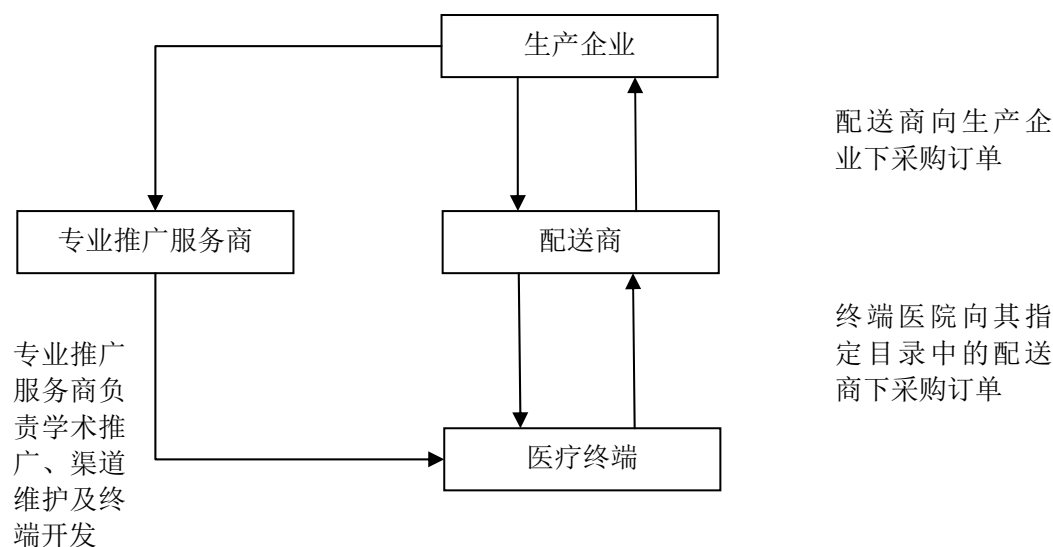 生产企业
配送商向生产企
业下采购订单
专业推广服务商
配送商
终端医院向其指
定目录中的配送
商下采购订单
专业推广
服务商负
责学术推
广、渠道
维护及终
端开发
医疗终端